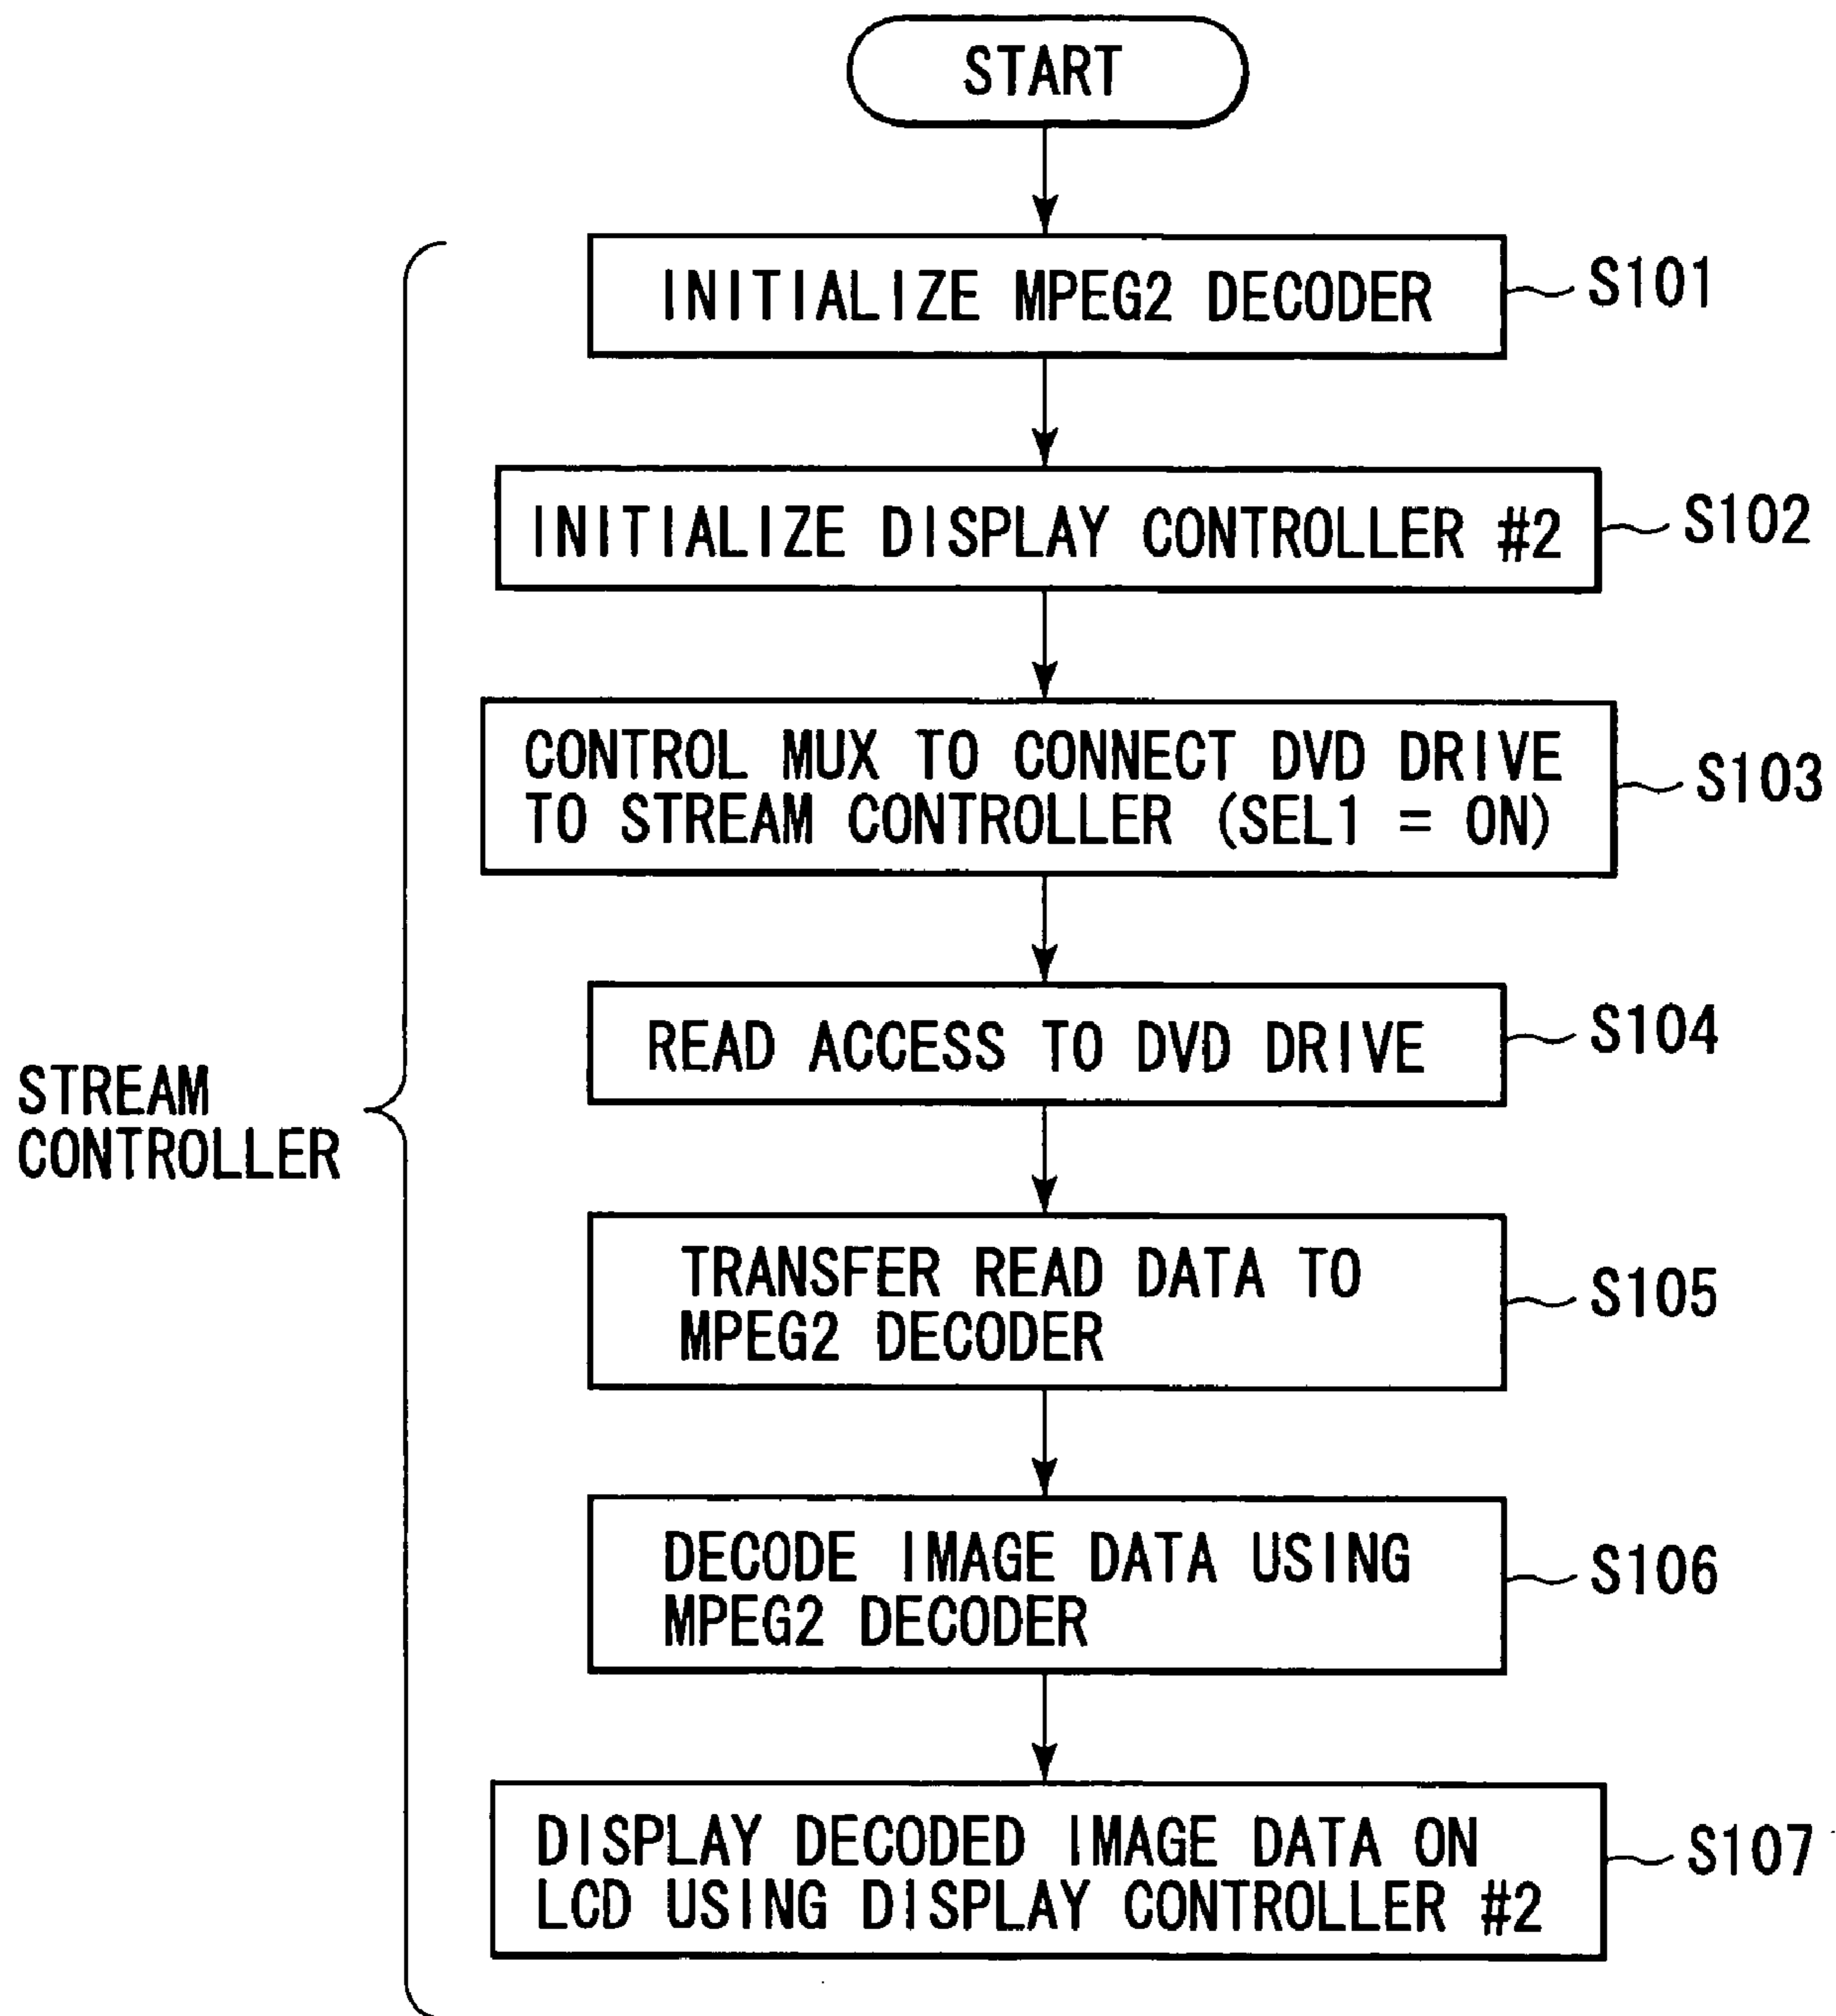 START
INITIALIZE MPEG2 DECODER
S101
INITIALIZE DISPLAY CONTROLLER #2
S102
CONTROL MUX TO CONNECT DVD DRIVE
TO STREAM CONTROLLER (SEL1 = ON)
S103
READ ACCESS TO DVD DRIVE
S104
STREAM
CONTROLLER
TRANSFER READ DATA TO
MPEG2 DECODER
S105
DECODE IMAGE DATA USING
MPEG2 DECODER
S106
DISPLAY DECODED IMAGE DATA ON
LCD USING DISPLAY CONTROLLER #2
S107